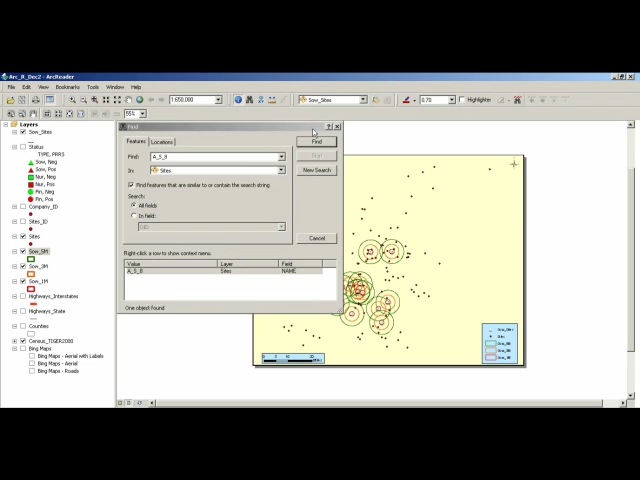 Arc_R_Dec2 - ArcReader
File Edit View Bookmarks Tools Window Help
1:650,000
Sow_Sites
0.70
Highlighter
55%
Layers
Sow_Sites
Status
TYPE, PRRS
Sow, Neg
Sow, Pos
Nur, Neg
Nur, Pos
Fin, Neg
Fin, Pos
Company_ID
Sites_ID
Sites
Sow_5M
Sow_3M
Sow_1M
Highways_Interstates
Highways_State
Counties
Census_TIGER2000
Bing Maps
Bing Maps - Aerial with Labels
Bing Maps - Aerial
Bing Maps - Roads
Find
Features Locations
Find: A_S_8
In: Sites
Find features that are similar to or contain the search string
Search:
All fields
In field:
Find
New Search
Cancel
Right-click a row to show context menu.
Value Layer Field
A_S_8 Sites NAME
One object found